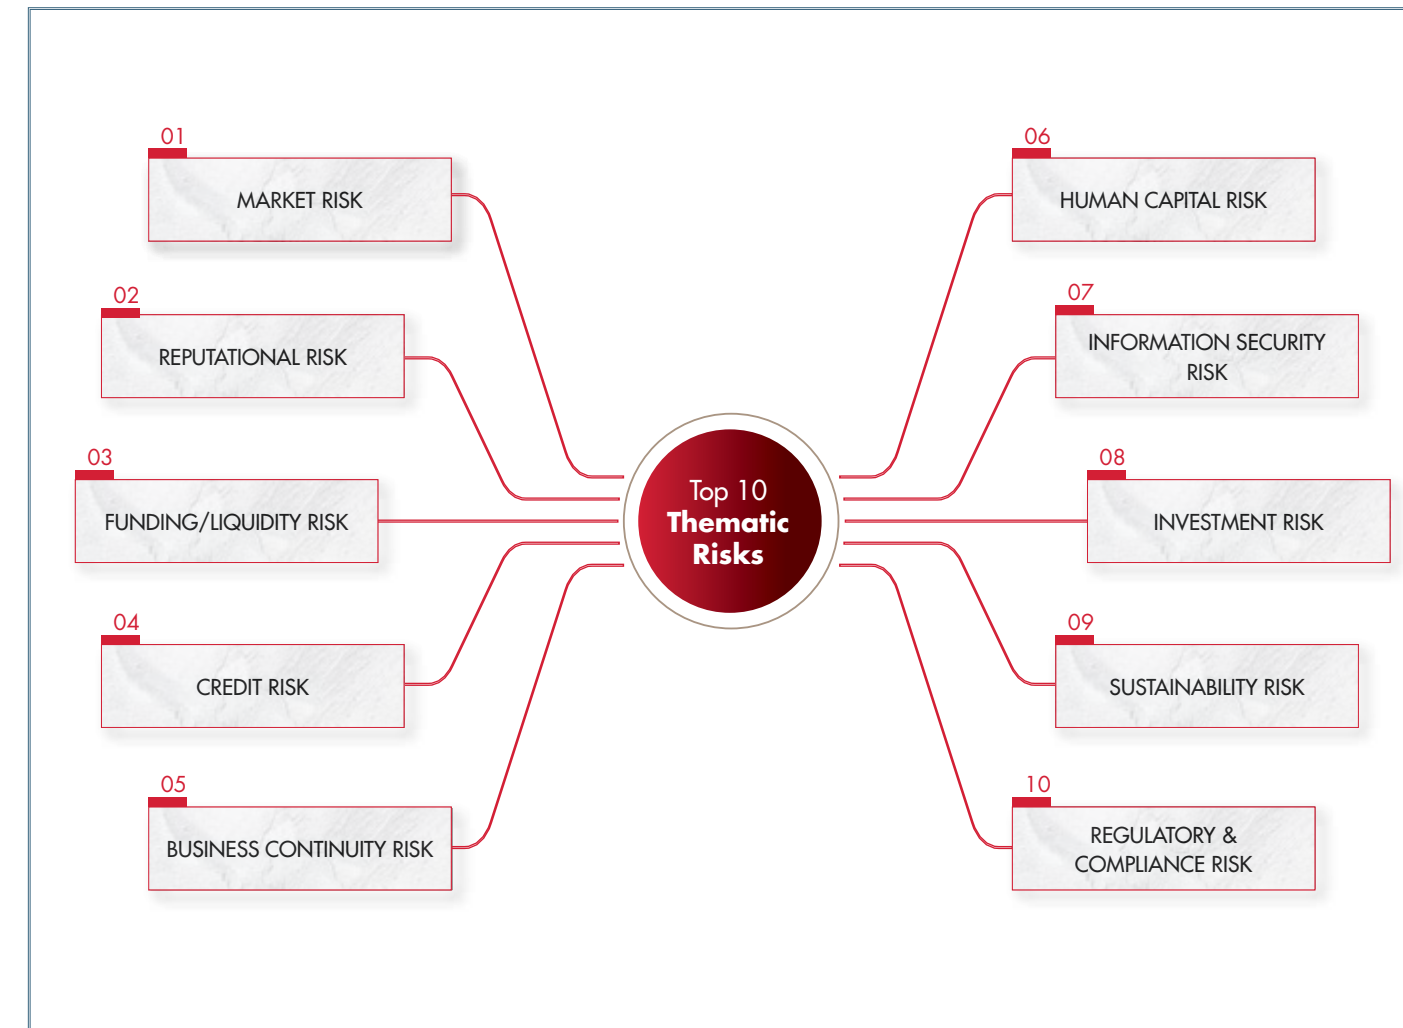 01
MARKET RISK
02
REPUTATIONAL RISK
03
FUNDING/LIQUIDITY RISK
04
CREDIT RISK
05
BUSINESS CONTINUITY RISK
Top 10
Thematic
Risks
06
HUMAN CAPITAL RISK
07
INFORMATION SECURITY
RISK
08
INVESTMENT RISK
09
SUSTAINABILITY RISK
10
REGULATORY &
COMPLIANCE RISK